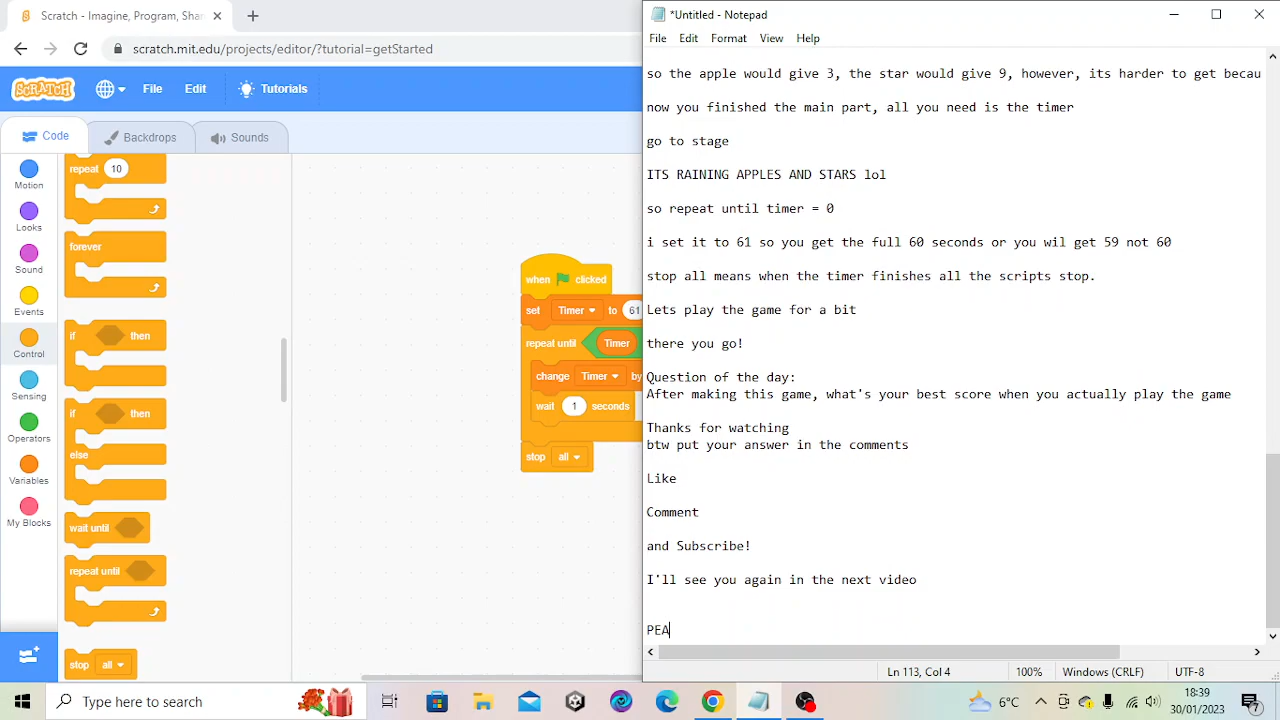 Scratch - Imagine, Program, Shar
*Untitled - Notepad
scratch.mit.edu/projects/editor/?tutorial=getStarted
File Edit Format View Help
SCRATCH
File
Edit
Tutorials
Code
Backdrops
Sounds
Motion
Looks
Sound
Events
Control
Sensing
Operators
Variables
My Blocks
repeat 10
forever
if then
if then
else
wait until
repeat until
stop all
when clicked
set Timer to 61
repeat until Timer
change Timer by
wait 1 seconds
stop all
so the apple would give 3, the star would give 9, however, its harder to get becau
now you finished the main part, all you need is the timer
go to stage
ITS RAINING APPLES AND STARS lol
so repeat until timer = 0
i set it to 61 so you get the full 60 seconds or you wil get 59 not 60
stop all means when the timer finishes all the scripts stop.
Lets play the game for a bit
there you go!
Question of the day:
After making this game, what's your best score when you actually play the game
Thanks for watching
btw put your answer in the comments
Like
Comment
and Subscribe!
I'll see you again in the next video
PEA
Ln 113, Col 4
100%
Windows (CRLF)
UTF-8
Type here to search
6°C
18:39
30/01/2023
7